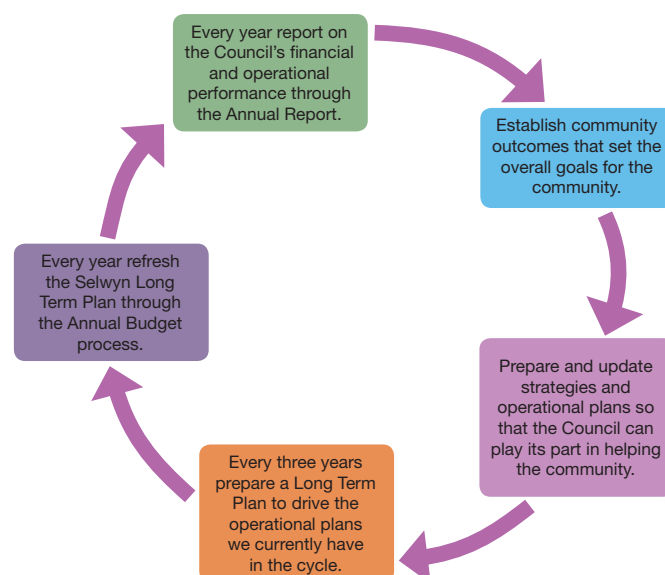 Every year report on
the Council's financial
and operational
performance through
the Annual Report.
Establish community
outcomes that set the
overall goals for the
community.
Prepare and update
strategies and
operational plans so
that the Council can
play its part in helping
the community.
Every three years
prepare a Long Term
Plan to drive the
operational plans
we currently have
in the cycle.
Every year refresh
the Selwyn Long
Term Plan through
the Annual Budget
process.